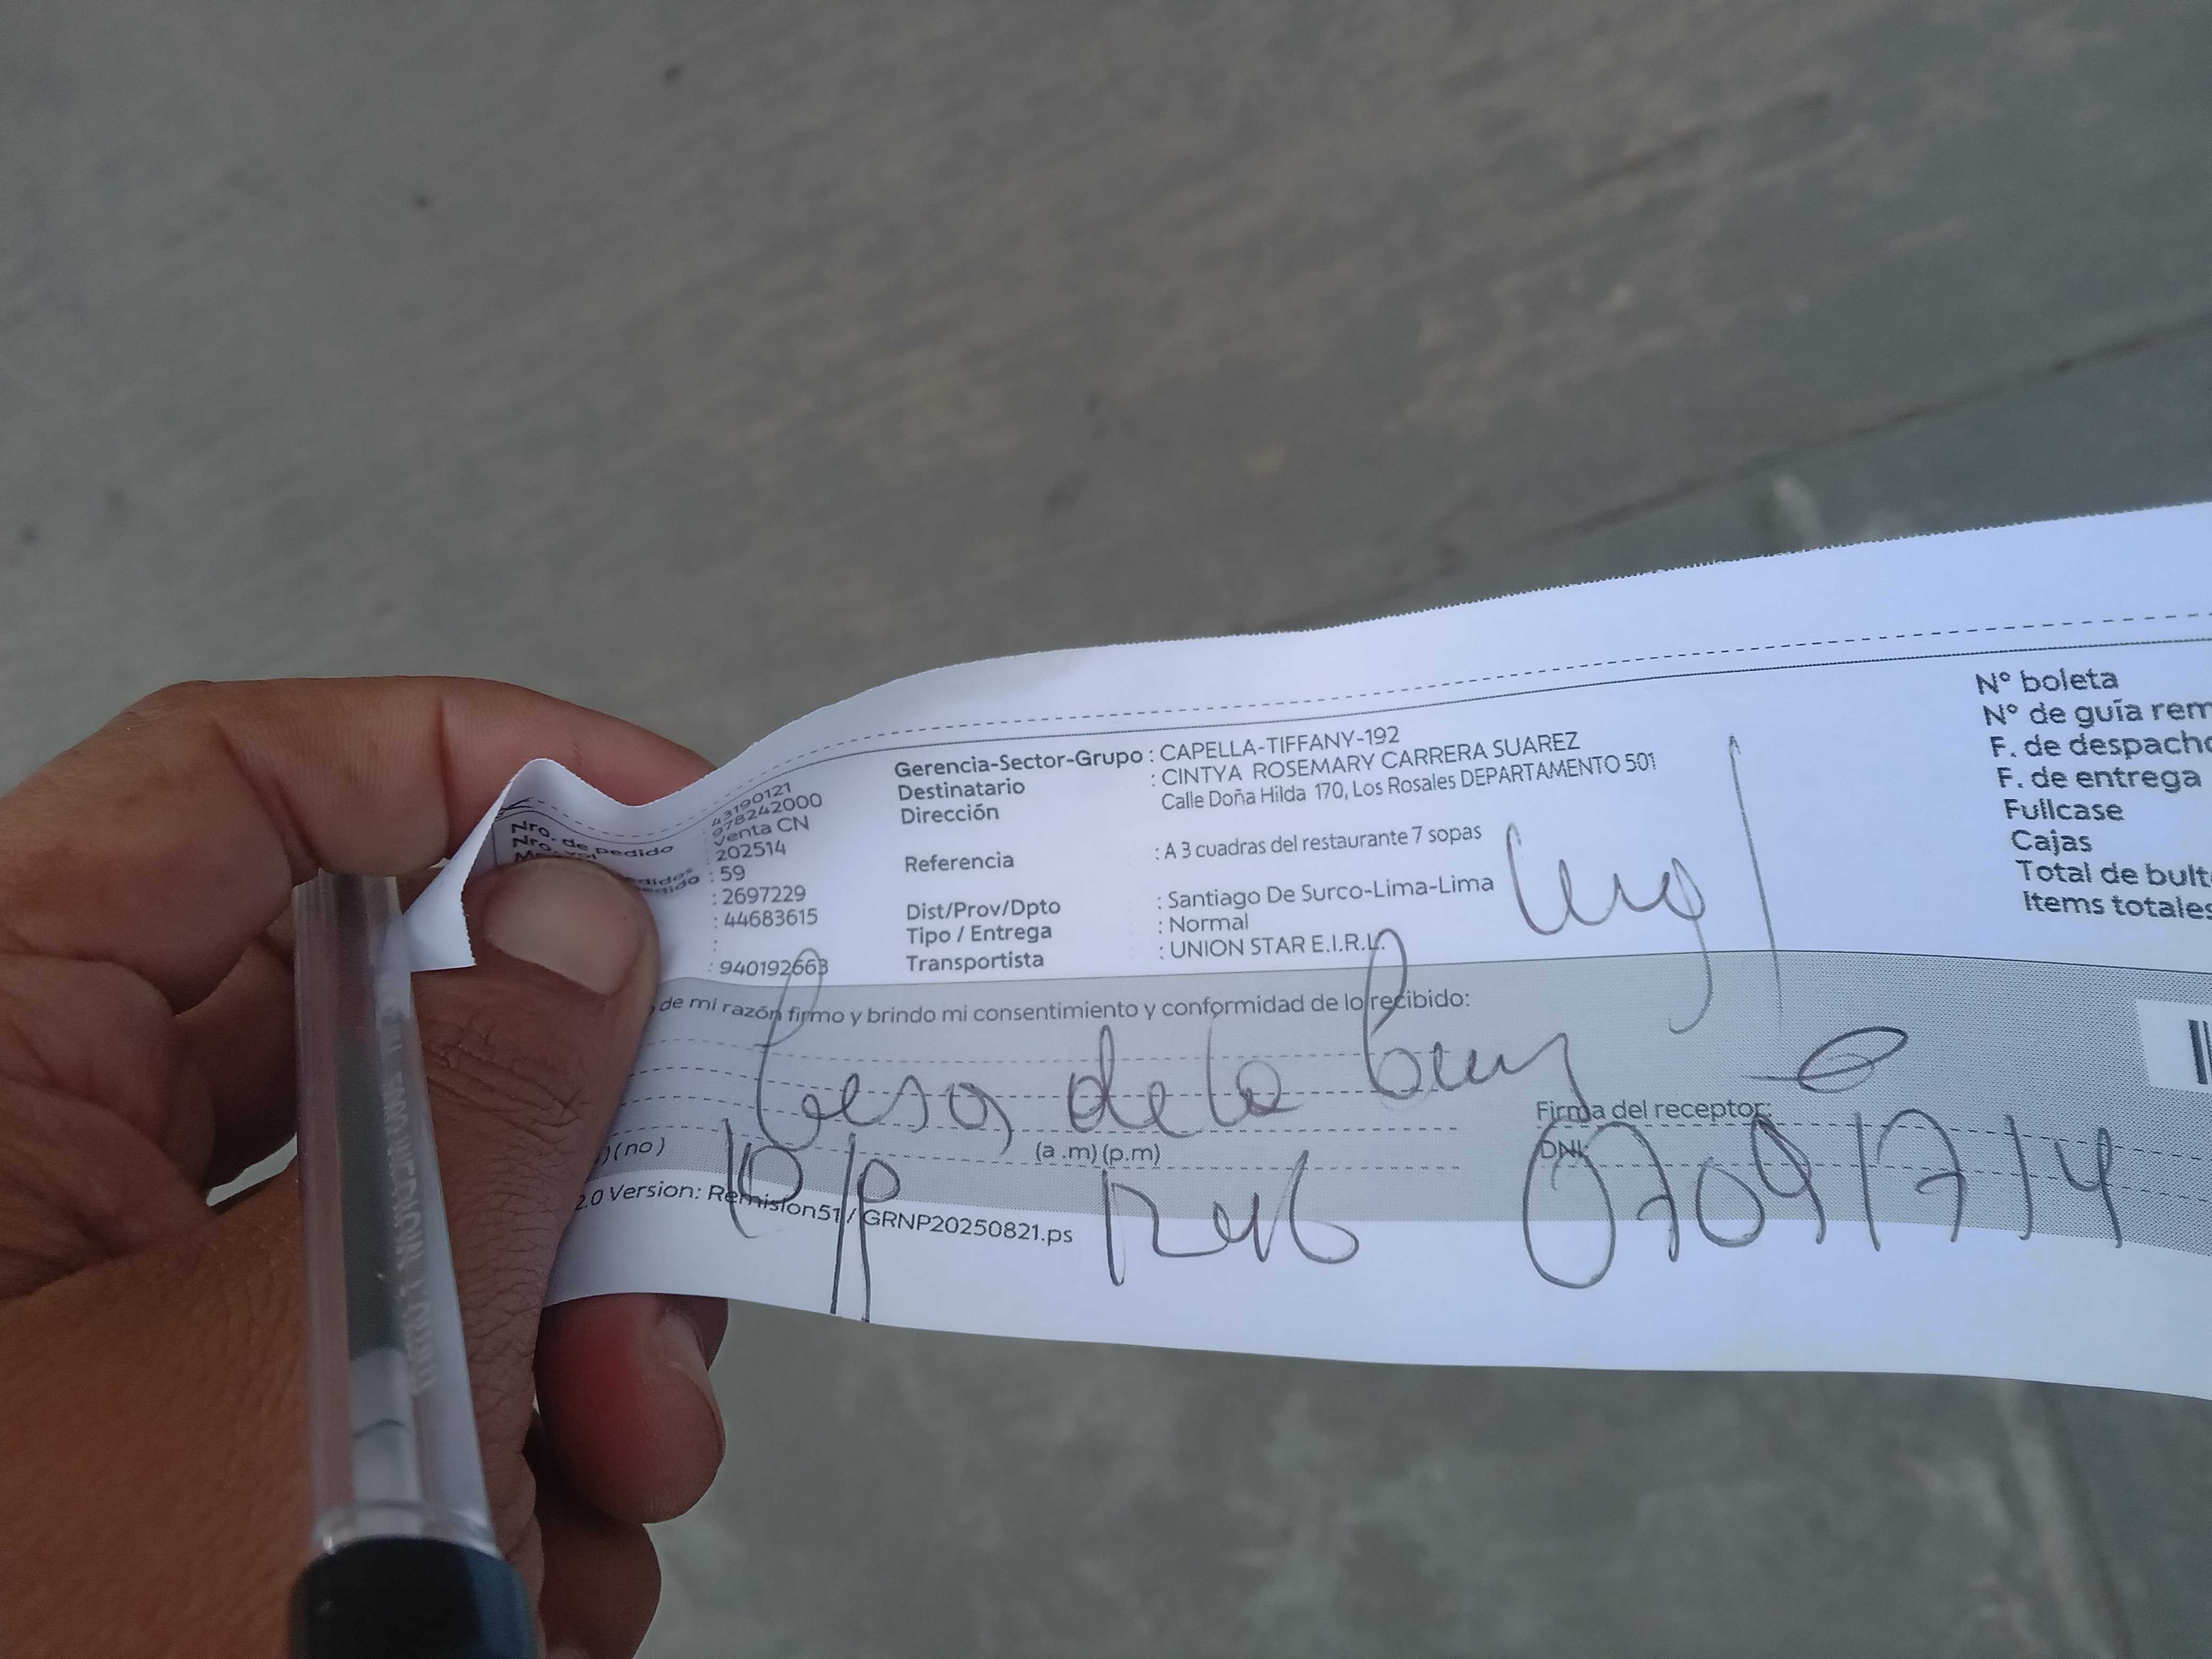 Gerencia-Sector-Grupo : CAPELLA-TIFFANY-192
Destinatario : CINTYA ROSEMARY CARRERA SUAREZ
Dirección Calle Doña Hilda 170, Los Rosales DEPARTAMENTO 501
Referencia : A 3 cuadras del restaurante 7 sopas
Dist/Prov/Dpto : Santiago De Surco-Lima-Lima
Tipo / Entrega : Normal
Transportista : UNION STAR E.I.R.L.
Nro. de pedido : 43190121
: 978242000
Venta CN
: 202514
: 59
: 2697229
: 44683615
:
: 940192663
N° boleta
N° de guía rem
F. de despacho
F. de entrega
Fullcase
Cajas
Total de bult
Items totales
de mi razón firmo y brindo mi consentimiento y conformidad de lo recibido:
de la
Firma del receptor:
(no) (a.m)(p.m) DNI:
07091714
2.0 Version: Remision51 / GRNP20250821.ps